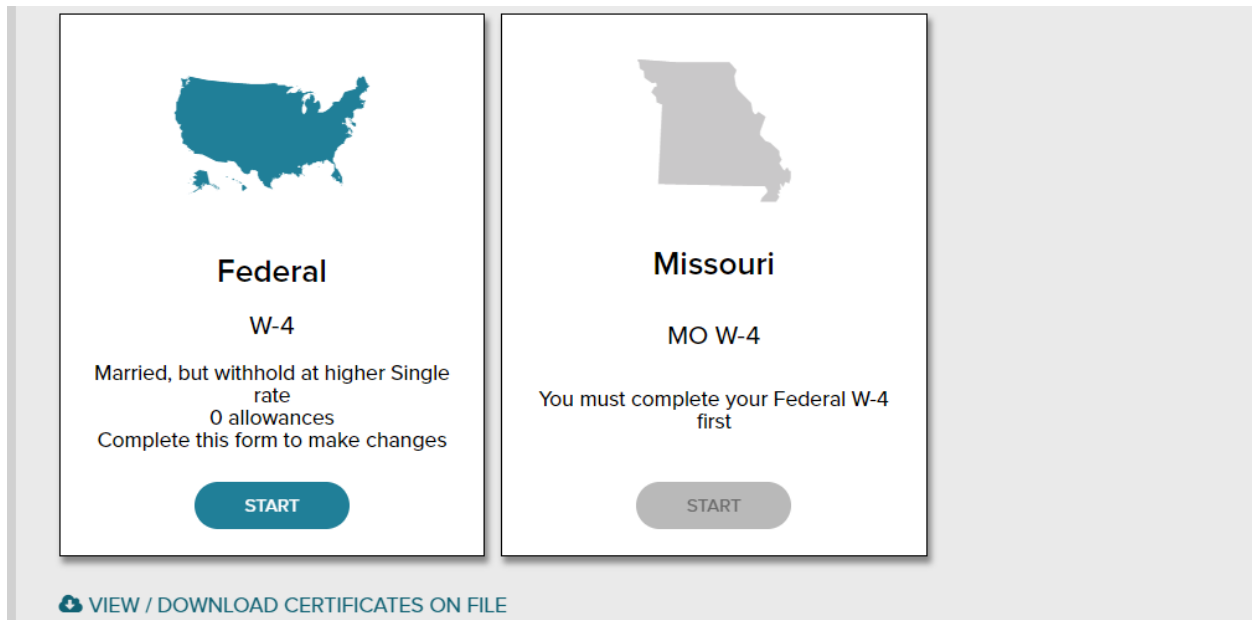 Federal
W-4
Married, but withhold at higher Single
rate
0 allowances
Complete this form to make changes
START
Missouri
MO W-4
You must complete your Federal W-4
first
START
VIEW / DOWNLOAD CERTIFICATES ON FILE